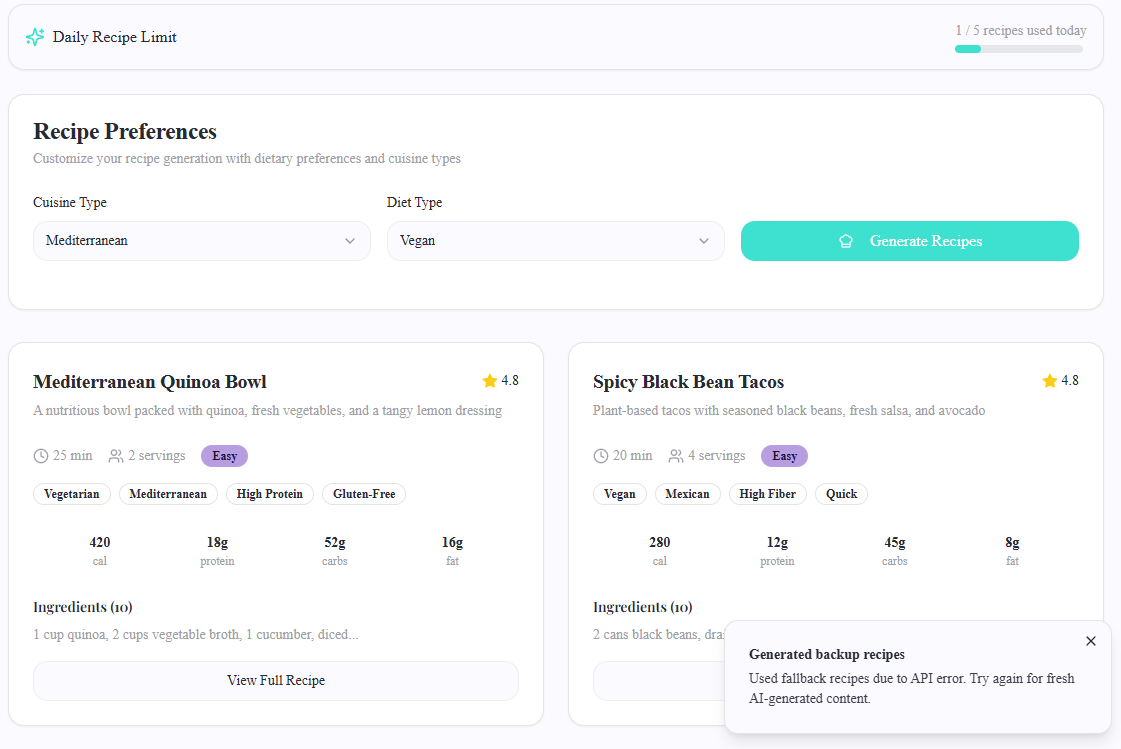 Daily Recipe Limit
1 / 5 recipes used today
Recipe Preferences
Customize your recipe generation with dietary preferences and cuisine types
Cuisine Type
Diet Type
Mediterranean
Vegan
Generate Recipes
Mediterranean Quinoa Bowl
4.8
A nutritious bowl packed with quinoa, fresh vegetables, and a tangy lemon dressing
25 min
2 servings
Easy
Vegetarian
Mediterranean
High Protein
Gluten-Free
420
18g
52g
16g
cal
protein
carbs
fat
Ingredients (10)
1 cup quinoa, 2 cups vegetable broth, 1 cucumber, diced...
View Full Recipe
Spicy Black Bean Tacos
4.8
Plant-based tacos with seasoned black beans, fresh salsa, and avocado
20 min
4 servings
Easy
Vegan
Mexican
High Fiber
Quick
280
12g
45g
8g
cal
protein
carbs
fat
Ingredients (10)
2 cans black beans,
Generated backup recipes
Used fallback recipes due to API error. Try again for fresh
AI-generated content.